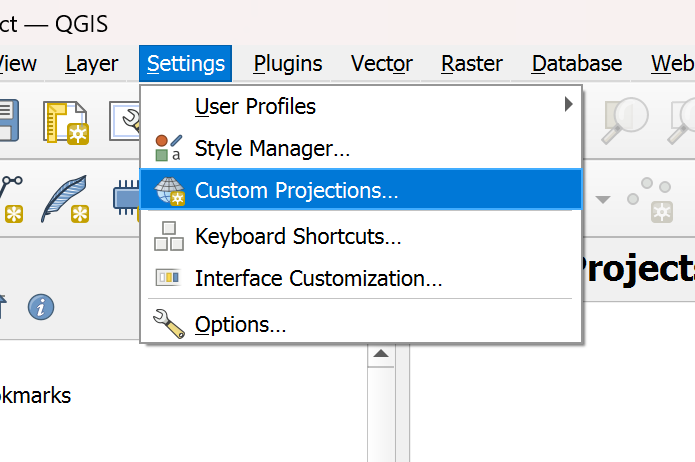 ct — QGIS
View Layer Settings Plugins Vector Raster Database Web
User Profiles
Style Manager...
Custom Projections...
Keyboard Shortcuts...
Projects
Interface Customization...
Options...
okmarks